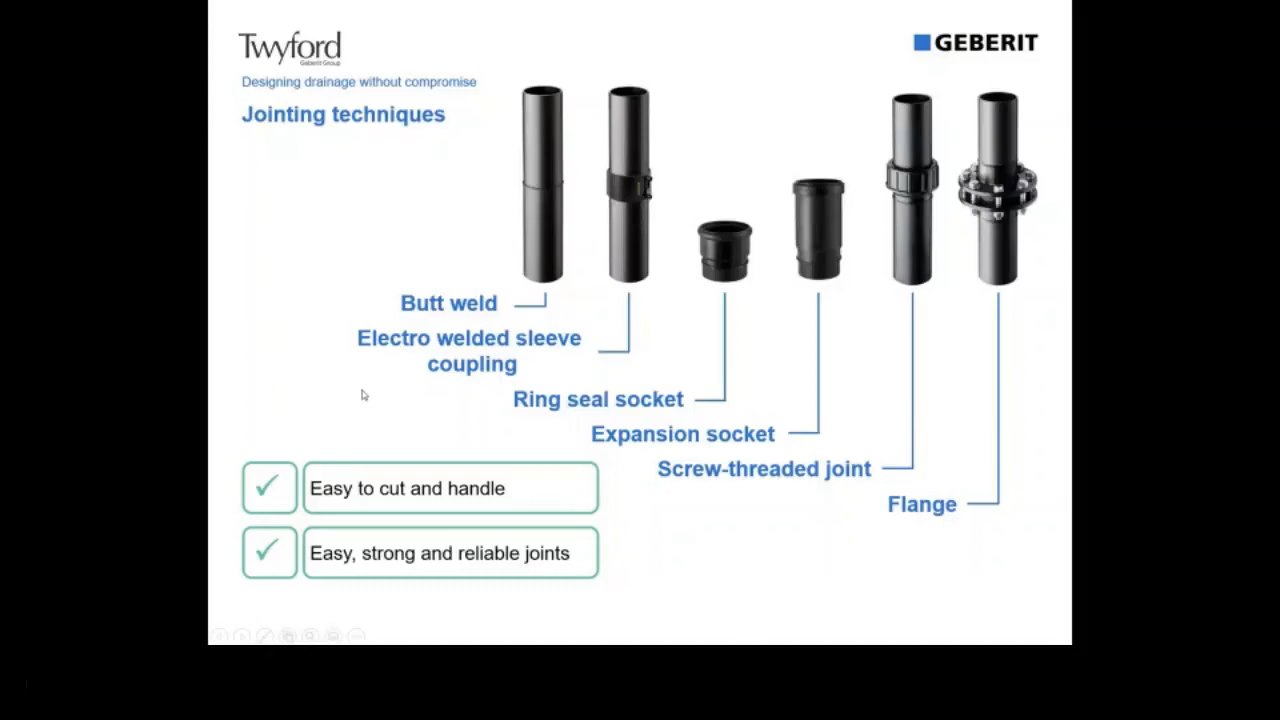 Twyford
Geberit Group
GEBERIT
Designing drainage without compromise
Jointing techniques
Butt weld
Electro welded sleeve
coupling
Ring seal socket
Expansion socket
Screw-threaded joint
Flange
Easy to cut and handle
Easy, strong and reliable joints